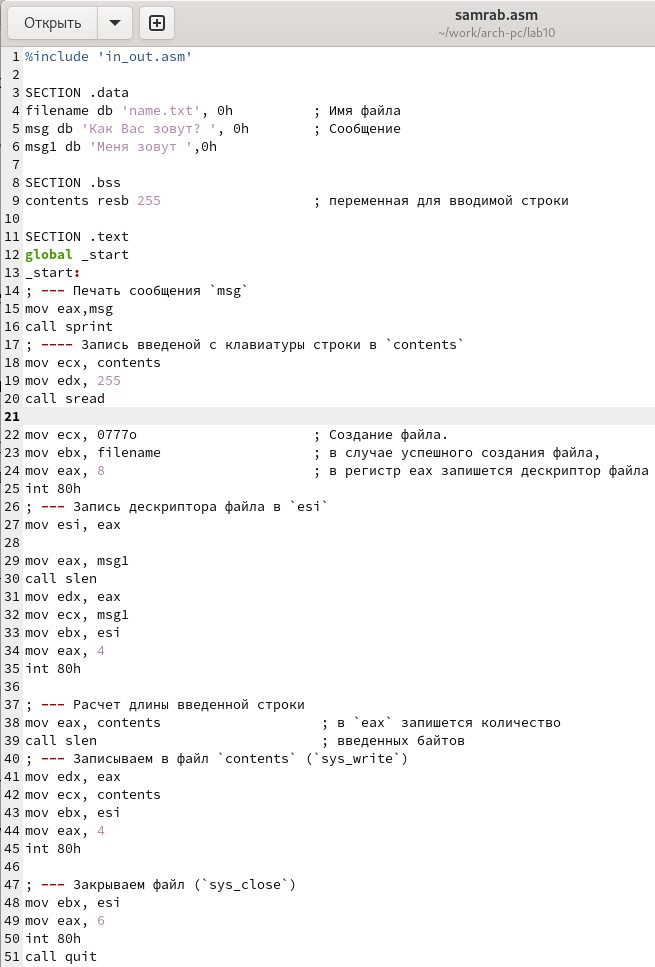 Открыть
samrab.asm
~/work/arch-pc/lab10
1 %include 'in_out.asm'
2
3 SECTION .data
4 filename db 'name.txt', 0h ; Имя файла
5 msg db 'Как Вас зовут? ', 0h ; Сообщение
6 msg1 db 'Меня зовут ',0h
7
8 SECTION .bss
9 contents resb 255 ; переменная для вводимой строки
10
11 SECTION .text
12 global _start
13 _start:
14 ; --- Печать сообщения `msg`
15 mov eax,msg
16 call sprint
17 ; ---- Запись введеной с клавиатуры строки в `contents`
18 mov ecx, contents
19 mov edx, 255
20 call sread
21
22 mov ecx, 0777o ; Создание файла.
23 mov ebx, filename ; в случае успешного создания файла,
24 mov eax, 8 ; в регистр eax запишется дескриптор файла
25 int 80h
26 ; --- Запись дескриптора файла в `esi`
27 mov esi, eax
28
29 mov eax, msg1
30 call slen
31 mov edx, eax
32 mov ecx, msg1
33 mov ebx, esi
34 mov eax, 4
35 int 80h
36
37 ; --- Расчет длины введенной строки
38 mov eax, contents ; в `eax` запишется количество
39 call slen ; введенных байтов
40 ; --- Записываем в файл `contents` (`sys_write`)
41 mov edx, eax
42 mov ecx, contents
43 mov ebx, esi
44 mov eax, 4
45 int 80h
46
47 ; --- Закрываем файл (`sys_close`)
48 mov ebx, esi
49 mov eax, 6
50 int 80h
51 call quit